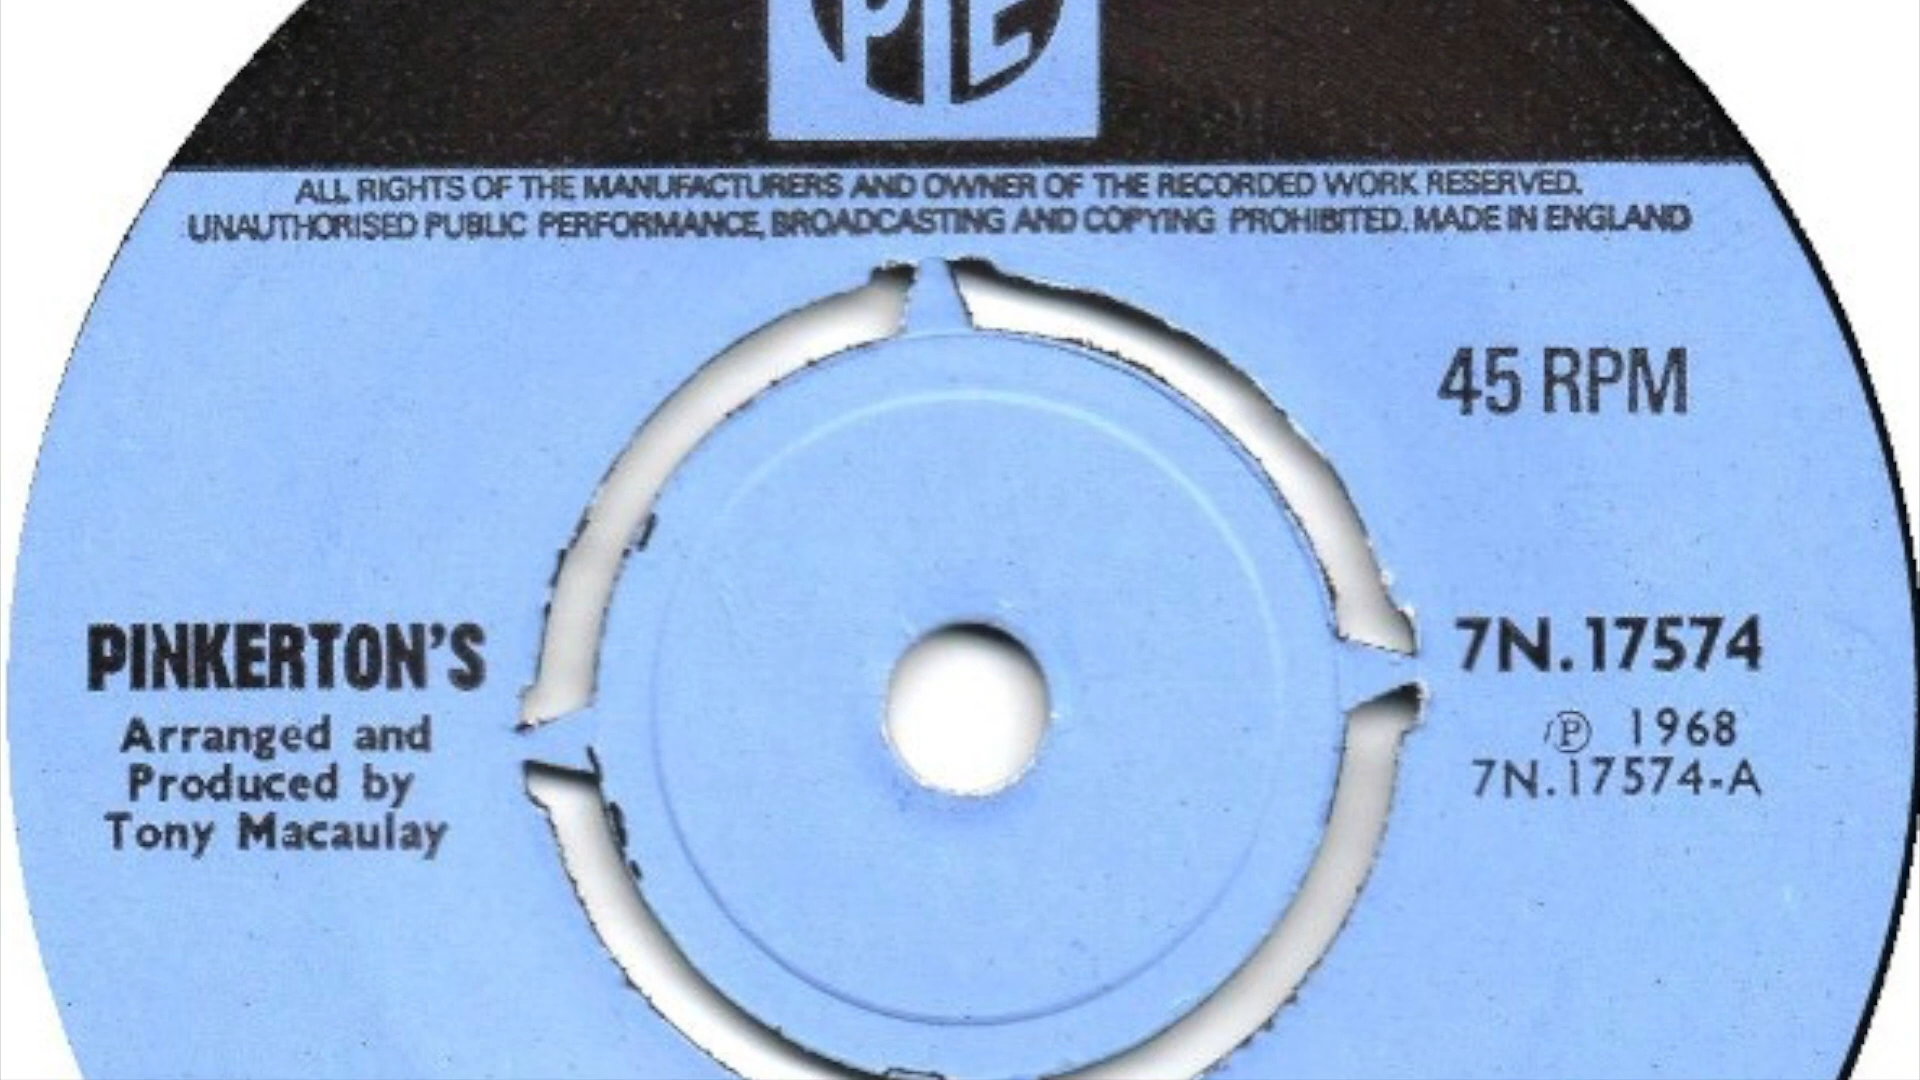 PYE
ALL RIGHTS OF THE MANUFACTURERS AND OWNER OF THE RECORDED WORK RESERVED.
UNAUTHORISED PUBLIC PERFORMANCE, BROADCASTING AND COPYING PROHIBITED. MADE IN ENGLAND
45 RPM
PINKERTON'S
Arranged and
Produced by
Tony Macaulay
7N.17574
Ⓟ 1968
7N.17574-A